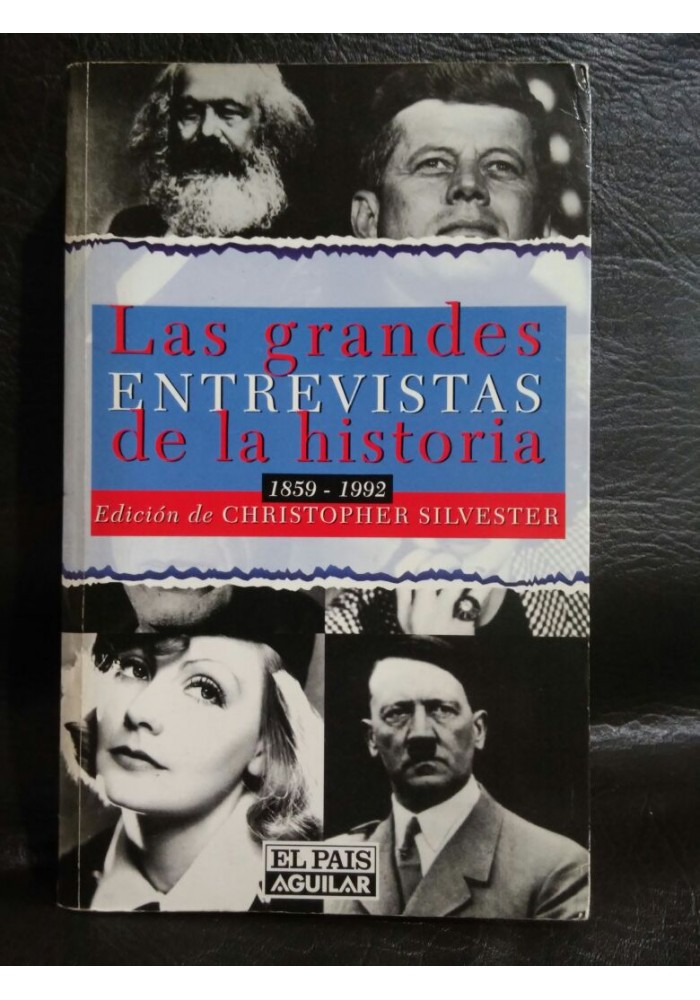 Las grandes
ENTREVISTAS
de la historia
1859 - 1992
Edición de CHRISTOPHER SILVESTER
EL PAIS
AGUILAR